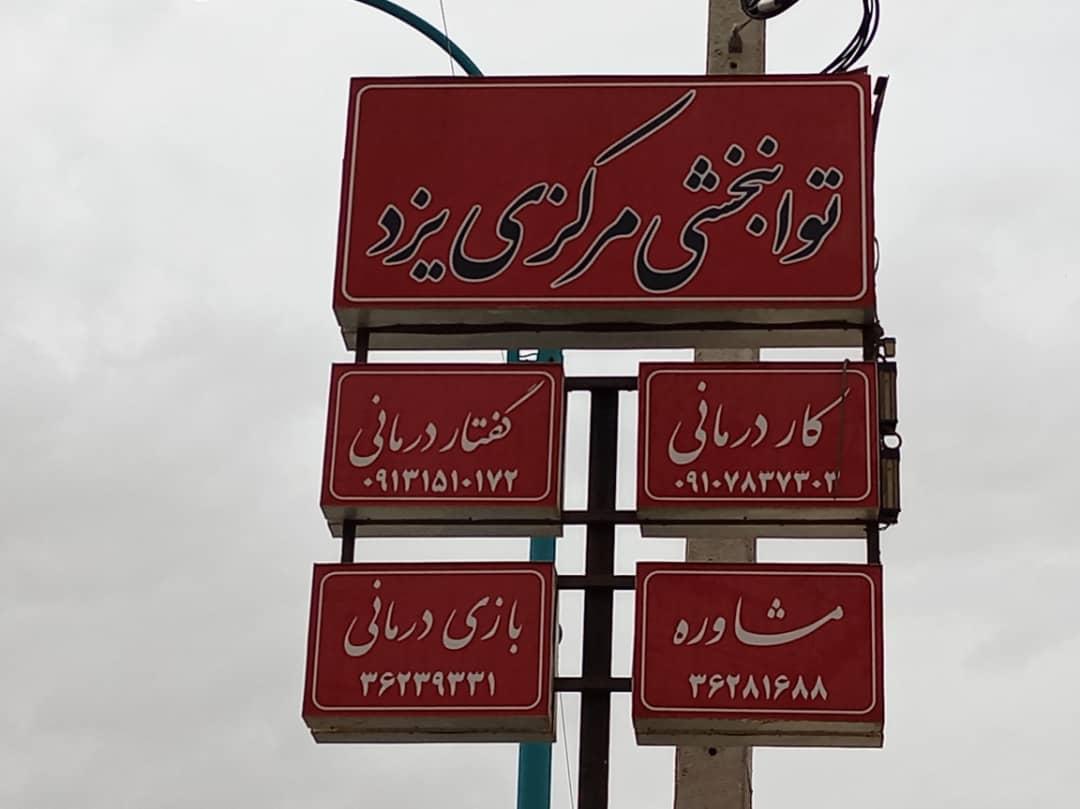 توانبخشی مرکزی یزد
کار درمانی
۰۹۱۰۷۸۳۷۳۰۳
گفتار درمانی
۰۹۱۳۱۵۱۰۱۷۲
مشاوره
۳۶۲۸۱۶۸۸
بازی درمانی
۳۶۲۳۹۳۳۱